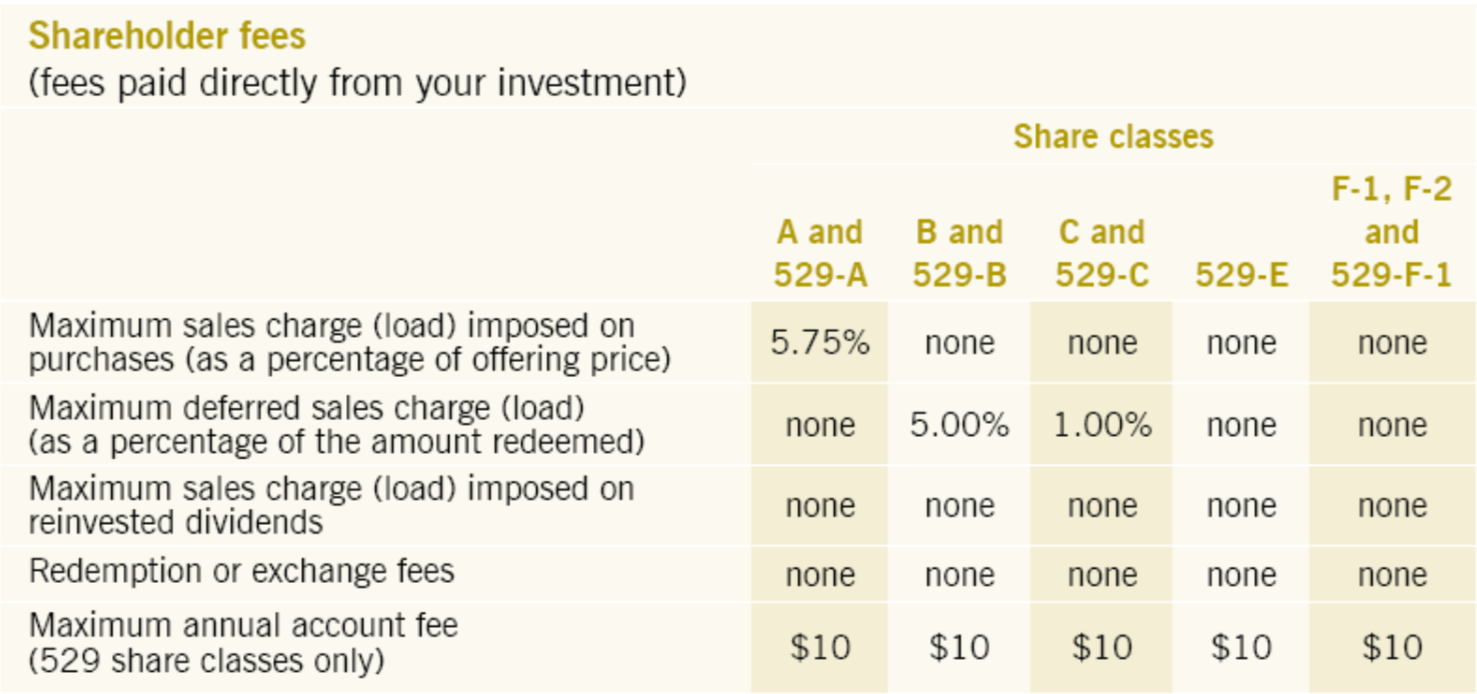 Shareholder fees
(fees paid directly from your investment)
Share classes
A and
529-A
B and
529-B
C and
529-C
529-E
F-1, F-2
and
529-F-1
Maximum sales charge (load) imposed on
purchases (as a percentage of offering price)
5.75% none none none none
Maximum deferred sales charge (load)
(as a percentage of the amount redeemed)
none 5.00% 1.00% none none
Maximum sales charge (load) imposed on
reinvested dividends
none none none none none
Redemption or exchange fees
none none none none none
Maximum annual account fee
(529 share classes only)
$10 $10 $10 $10 $10